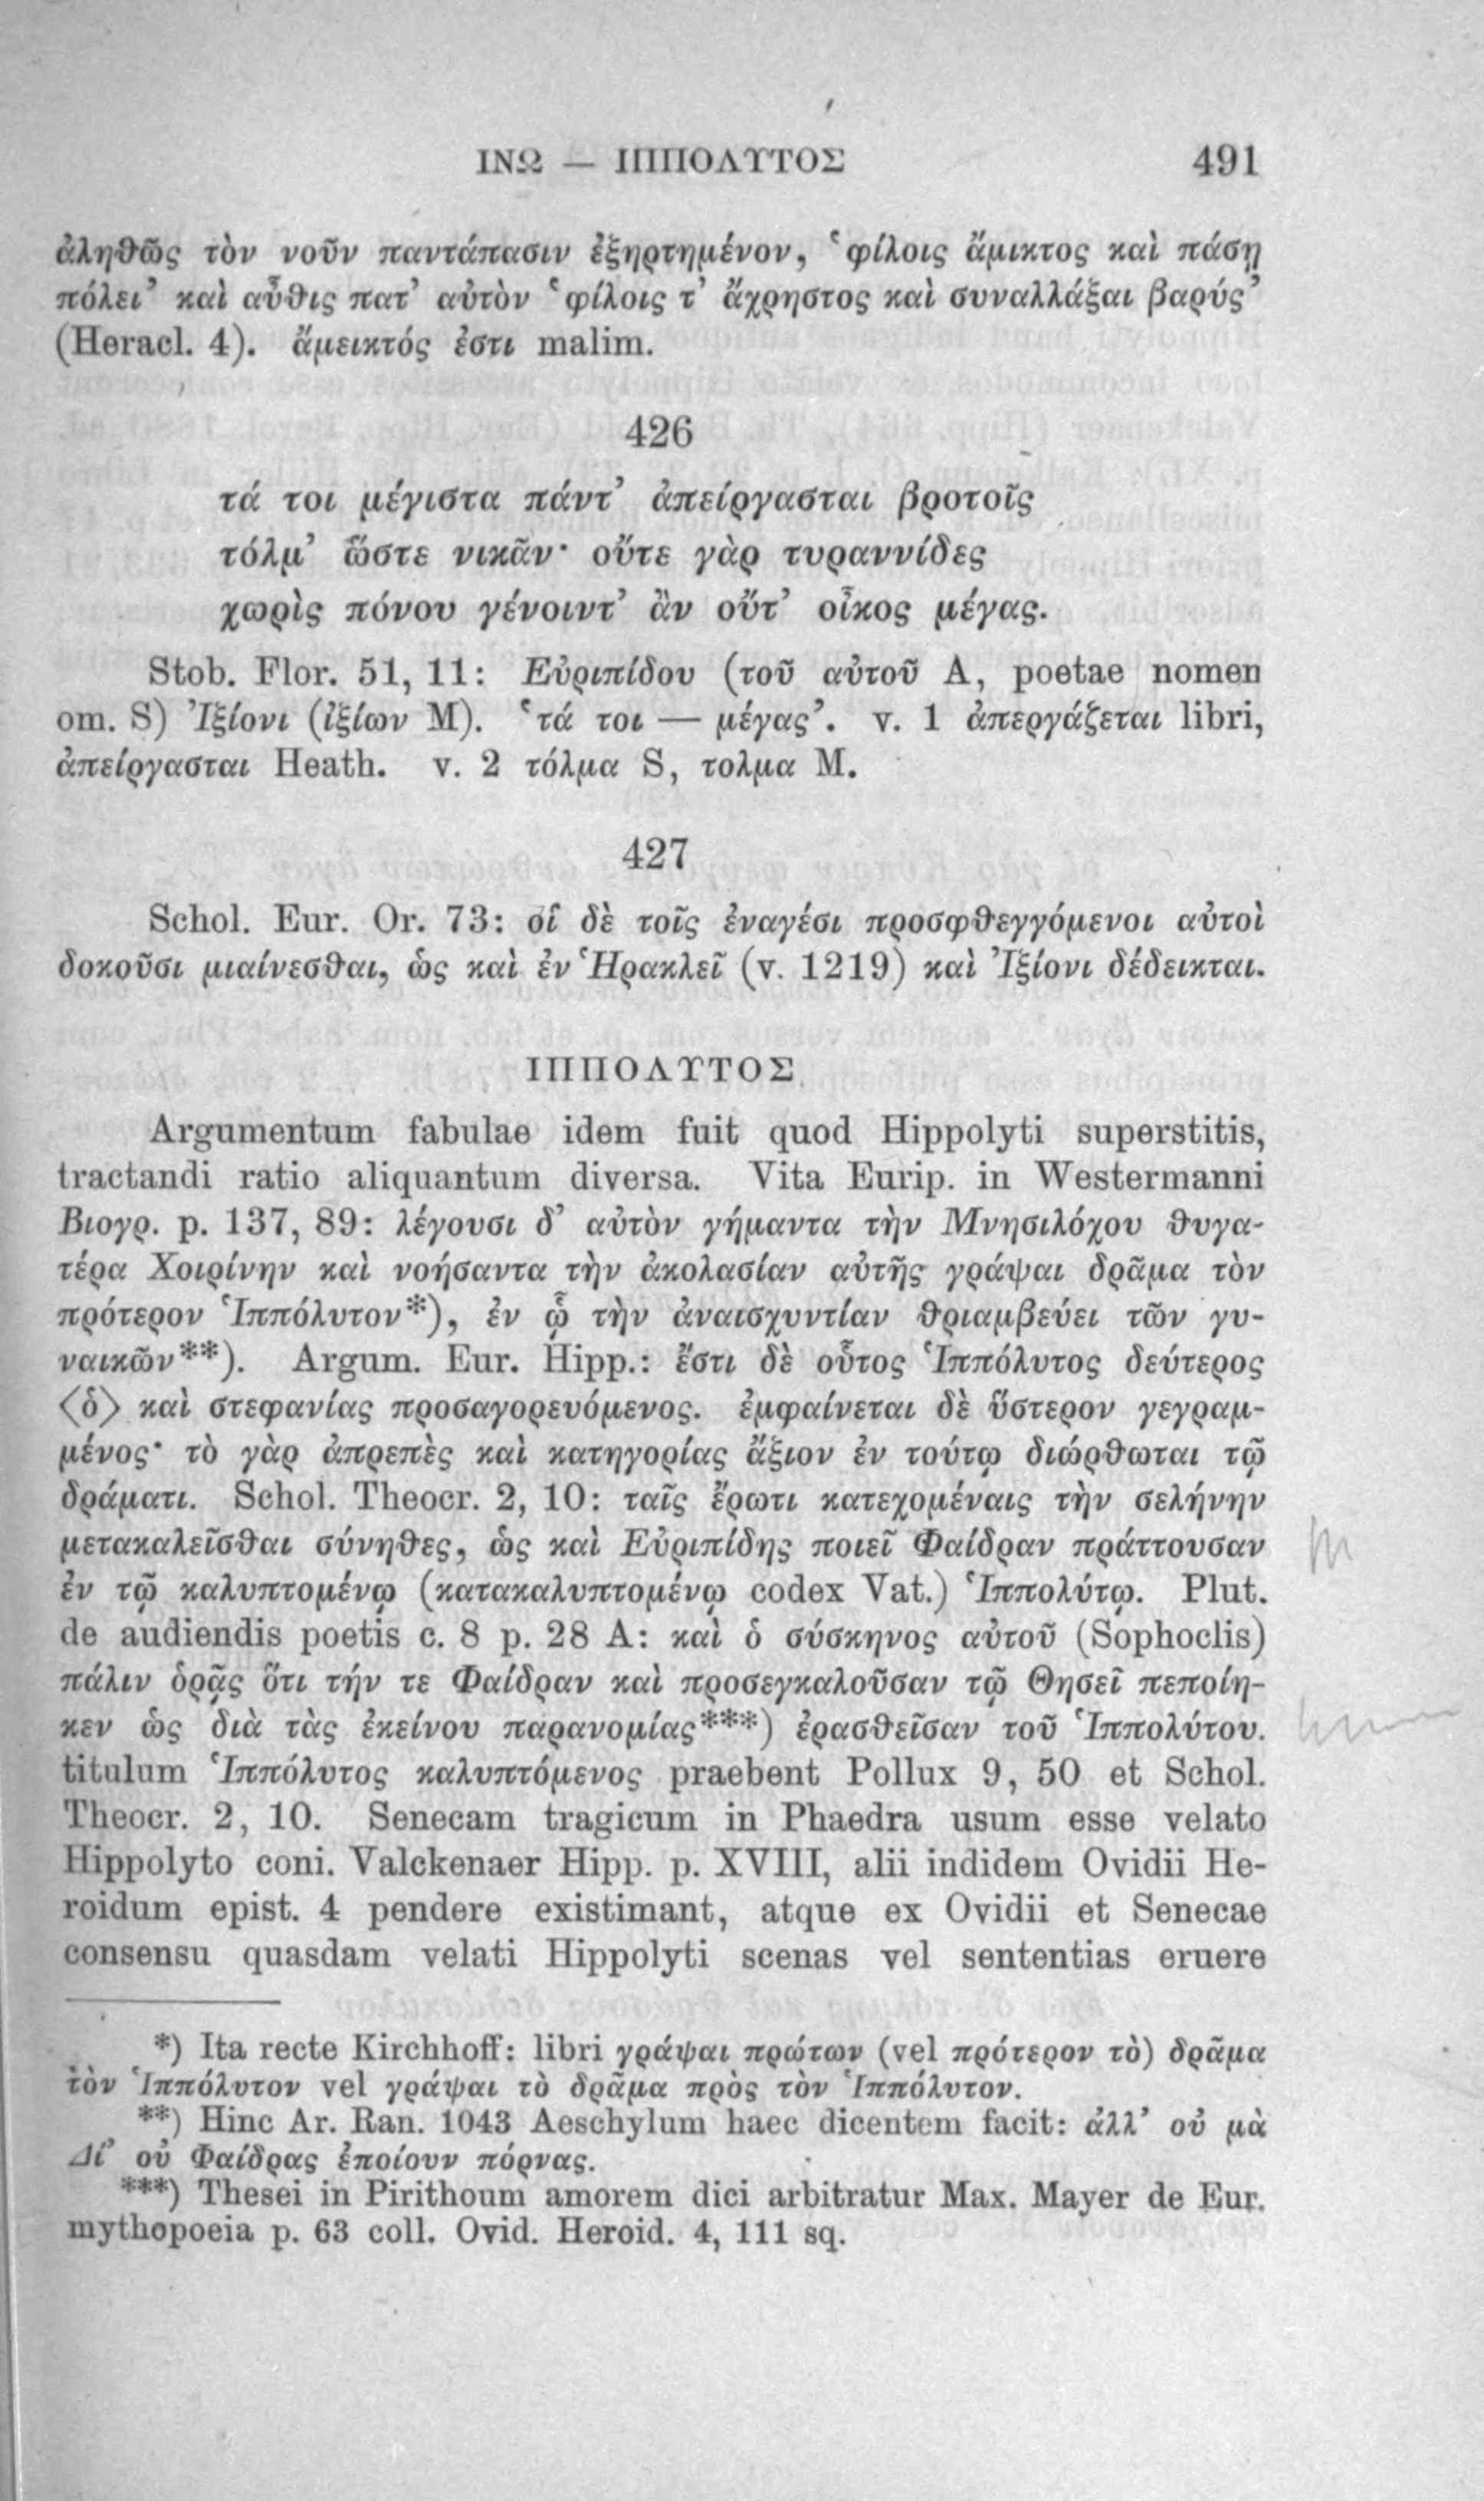 ΙΝΩ — ΙΠΠΟΛΥΤΟΣ 491
ἀληθῶς τὸν νοῦν παντάπασιν ἐξηρτημένον, ‘φίλοις ἄμικτος καὶ πάσῃ
πόλει’ καὶ αὖθις πατ’ αὐτὸν ‘φίλοις τ’ ἄχρηστος καὶ συναλλάξαι βαρύς’
(Heracl. 4). ἄμεικτός ἐστι malim.
426
τά τοι μέγιστα πάντ’ ἀπείργασται βροτοῖς
τόλμ’ ὥστε νικᾶν· οὔτε γὰρ τυραννίδες
χωρὶς πόνου γένοιντ’ ἂν οὔτ’ οἶκος μέγας.
Stob. Flor. 51, 11: Εὐριπίδου (τοῦ αὐτοῦ A, poetae nomen
om. S) Ἰξίονι (ἰξίων M). ‘τά τοι — μέγας’. v. 1 ἀπεργάζεται libri,
ἀπείργασται Heath. v. 2 τόλμα S, τολμα M.
427
Schol. Eur. Or. 73: οἱ δὲ τοῖς ἐναγέσι προσφθεγγόμενοι αὐτοὶ
δοκοῦσι μιαίνεσθαι, ὡς καὶ ἐν Ἡρακλεῖ (v. 1219) καὶ Ἰξίονι δέδεικται.
ΙΠΠΟΛΥΤΟΣ
Argumentum fabulae idem fuit quod Hippolyti superstitis,
tractandi ratio aliquantum diversa. Vita Eurip. in Westermanni
Βιογρ. p. 137, 89: λέγουσι δ’ αὐτὸν γήμαντα τὴν Μνησιλόχου θυγα-
τέρα Χοιρίνην καὶ νοήσαντα τὴν ἀκολασίαν αὐτῆς γράψαι δρᾶμα τὸν
πρότερον Ἱππόλυτον*), ἐν ᾧ τὴν ἀναισχυντίαν θριαμβεύει τῶν γυ-
ναικῶν**). Argum. Eur. Hipp.: ἔστι δὲ οὗτος Ἱππόλυτος δεύτερος
⟨ὁ⟩ καὶ στεφανίας προσαγορευόμενος. ἐμφαίνεται δὲ ὕστερον γεγραμ-
μένος· τὸ γὰρ ἀπρεπὲς καὶ κατηγορίας ἄξιον ἐν τούτῳ διώρθωται τῷ
δράματι. Schol. Theocr. 2, 10: ταῖς ἔρωτι κατεχομέναις τὴν σελήνην
μετακαλεῖσθαι σύνηθες, ὡς καὶ Εὐριπίδης ποιεῖ Φαίδραν πράττουσαν
ἐν τῷ καλυπτομένῳ (κατακαλυπτομένῳ codex Vat.) Ἱππολύτῳ. Plut.
de audiendis poetis c. 8 p. 28 A: καὶ ὁ σύσκηνος αὐτοῦ (Sophoclis)
πάλιν ὁρᾷς ὅτι τήν τε Φαίδραν καὶ προσεγκαλοῦσαν τῷ Θησεῖ πεποίη-
κεν ὡς διὰ τὰς ἐκείνου παρανομίας***) ἐρασθεῖσαν τοῦ Ἱππολύτου.
titulum Ἱππόλυτος καλυπτόμενος praebent Pollux 9, 50 et Schol.
Theocr. 2, 10. Senecam tragicum in Phaedra usum esse velato
Hippolyto coni. Valckenaer Hipp. p. XVIII, alii indidem Ovidii He-
roidum epist. 4 pendere existimant, atque ex Ovidii et Senecae
consensu quasdam velati Hippolyti scenas vel sententias eruere
*) Ita recte Kirchhoff: libri γράψαι πρώτων (vel πρότερον τὸ) δρᾶμα
τὸν Ἱππόλυτον vel γράψαι τὸ δρᾶμα πρὸς τὸν Ἱππόλυτον.
**) Hinc Ar. Ran. 1043 Aeschylum haec dicentem facit: ἀλλ’ οὐ μὰ
Δί’ οὐ Φαίδρας ἐποίουν πόρνας.
***) Thesei in Pirithoum amorem dici arbitratur Max. Mayer de Eur.
mythopoeia p. 63 coll. Ovid. Heroid. 4, 111 sq.